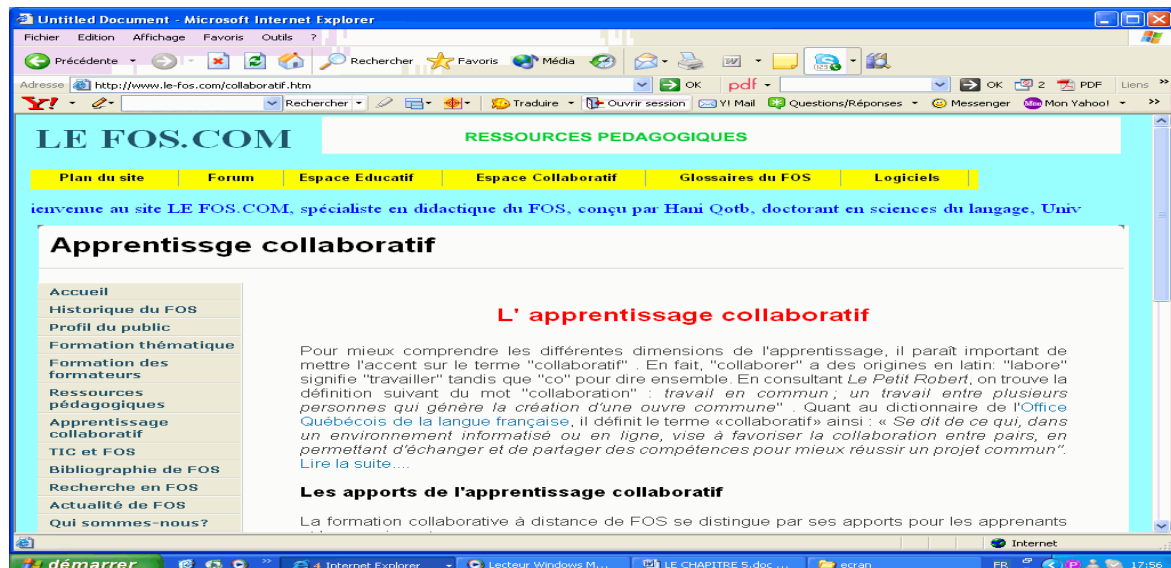 Untitled Document - Microsoft Internet Explorer
Fichier Edition Affichage Favoris Outils ?
Précédente Rechercher Favoris Média
Adresse http://www.le-fos.com/collaboratif.htm OK pdf OK 2 PDF Liens »
Y! Rechercher Traduire Ouvrir session Y! Mail Questions/Réponses Messenger Mon Yahoo! »
LE FOS.COM RESSOURCES PEDAGOGIQUES
Plan du site Forum Espace Educatif Espace Collaboratif Glossaires du FOS Logiciels
ienvenue au site LE FOS.COM, spécialiste en didactique du FOS, conçu par Hani Qotb, doctorant en sciences du langage, Univ
Apprentissge collaboratif
Accueil
Historique du FOS
Profil du public
Formation thématique
Formation des
formateurs
Ressources
pédagogiques
Apprentissage
collaboratif
TIC et FOS
Bibliographie de FOS
Recherche en FOS
Actualité de FOS
Qui sommes-nous?
L' apprentissage collaboratif
Pour mieux comprendre les différentes dimensions de l'apprentissage, il paraît important de
mettre l'accent sur le terme "collaboratif" . En fait, "collaborer" a des origines en latin: "labore"
signifie "travailler" tandis que "co" pour dire ensemble. En consultant Le Petit Robert, on trouve la
définition suivant du mot "collaboration" : travail en commun ; un travail entre plusieurs
personnes qui génère la création d'une ouvre commune" . Quant au dictionnaire de l'Office
Québécois de la langue française, il définit le terme «collaboratif» ainsi : « Se dit de ce qui, dans
un environnement informatisé ou en ligne, vise à favoriser la collaboration entre pairs, en
permettant d'échanger et de partager des compétences pour mieux réussir un projet commun".
Lire la suite....
Les apports de l'apprentissage collaboratif
La formation collaborative à distance de FOS se distingue par ses apports pour les apprenants
Internet
démarrer » 4 Internet Explorer Lecteur Windows M... LE CHAPITRE 5.doc ... ecran FR 17:56